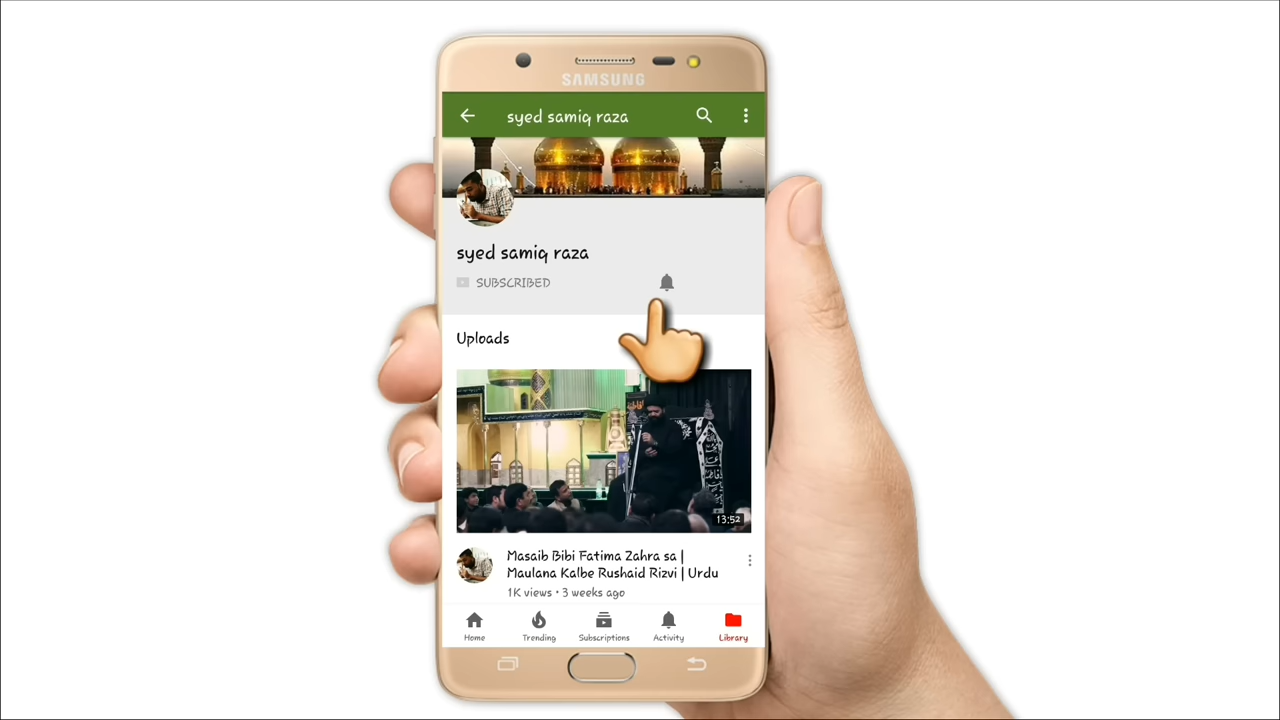 SAMSUNG
syed samiq raza
syed samiq raza
SUBSCRIBED
Uploads
13:52
Masaib Bibi Fatima Zahra sa |
Maulana Kalbe Rushaid Rizvi | Urdu
1K views • 3 weeks ago
Home
Trending
Subscriptions
Activity
Library